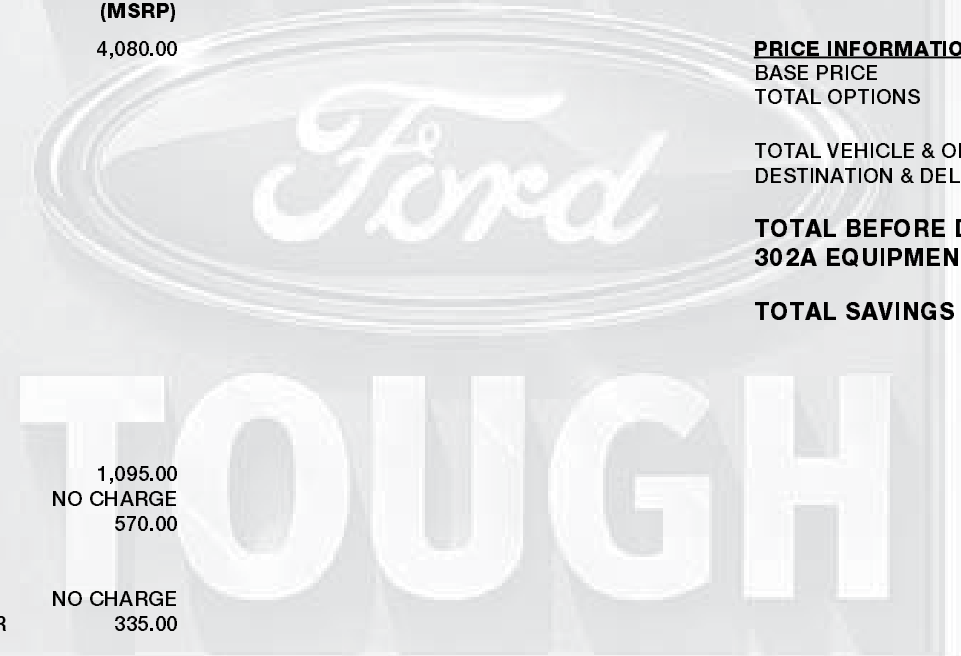 (MSRP)
4,080.00
PRICE INFORMATIO
BASE PRICE
TOTAL OPTIONS
TOTAL VEHICLE & O
DESTINATION & DEL
TOTAL BEFORE D
302A EQUIPMEN
TOTAL SAVINGS
Ford
TOUGH
1,095.00
NO CHARGE
570.00
NO CHARGE
R 335.00